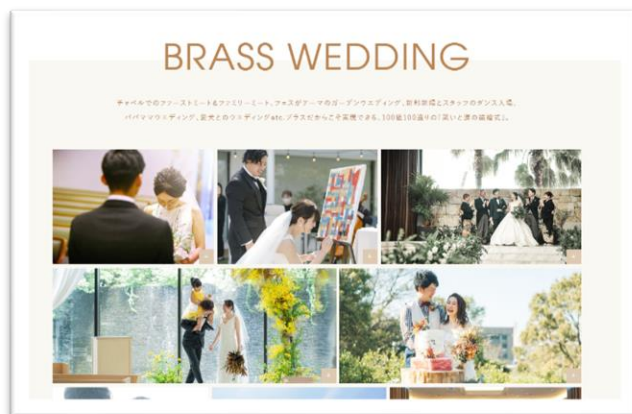 BRASS WEDDING
チャペルでのファーストミート&ファミリーミート、フェスがテーマのガーデンウエディング、新郎新婦とスタッフのダンス入場、
パパママウエディング、愛犬とのウエディングetc.ブラスだからこそ実現できる、100組100通りの「笑いと涙の結婚式」。